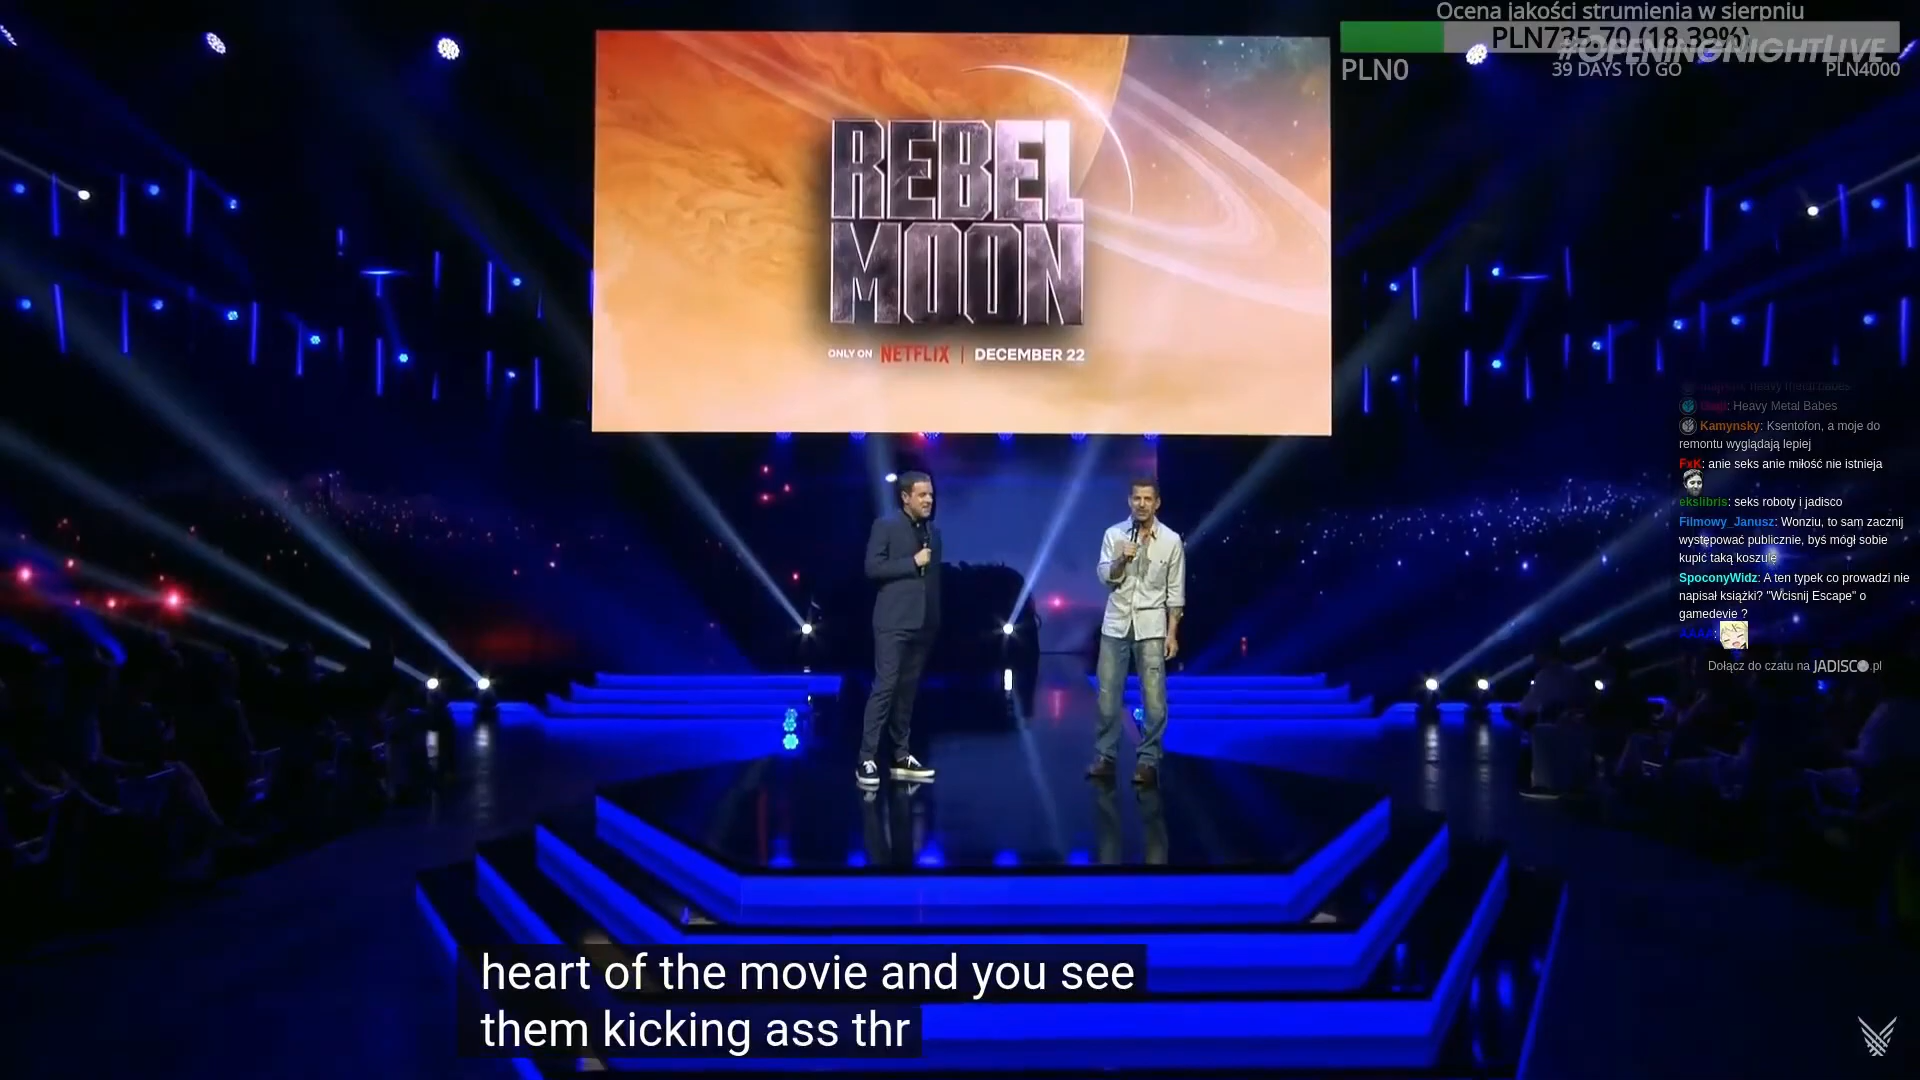 Ocena jakości strumienia w sierpniu
PLN735.70 (18.39%)
#OPENINGNIGHTLIVE
PLN0
39 DAYS TO GO
PLN4000
REBEL
MOON
ONLY ON NETFLIX | DECEMBER 22
heavy metal babes
: Heavy Metal Babes
Kamynsky: Ksentofon, a moje do
remontu wyglądają lepiej
FxK: anie seks anie miłość nie istnieja
ekslibris: seks roboty i jadisco
Filmowy_Janusz: Wonziu, to sam zacznij
występować publicznie, byś mógł sobie
kupić taką koszulę
SpoconyWidz: A ten typek co prowadzi nie
napisał książki? "Wcisnij Escape" o
gamedevie ?
Dołącz do czatu na JADISCO.pl
heart of the movie and you see
them kicking ass thr